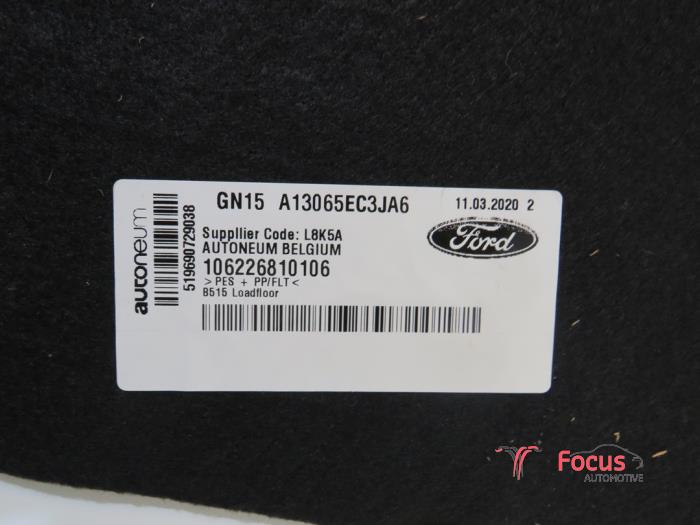 GN15 A13065EC3JA6 11.03.2020 2
autoneum
519690729038
Suppllier Code: L8K5A
AUTONEUM BELGIUM
Ford
106226810106
> PES + PP/FLT <
B515 Loadfloor
Focus
AUTOMOTIVE